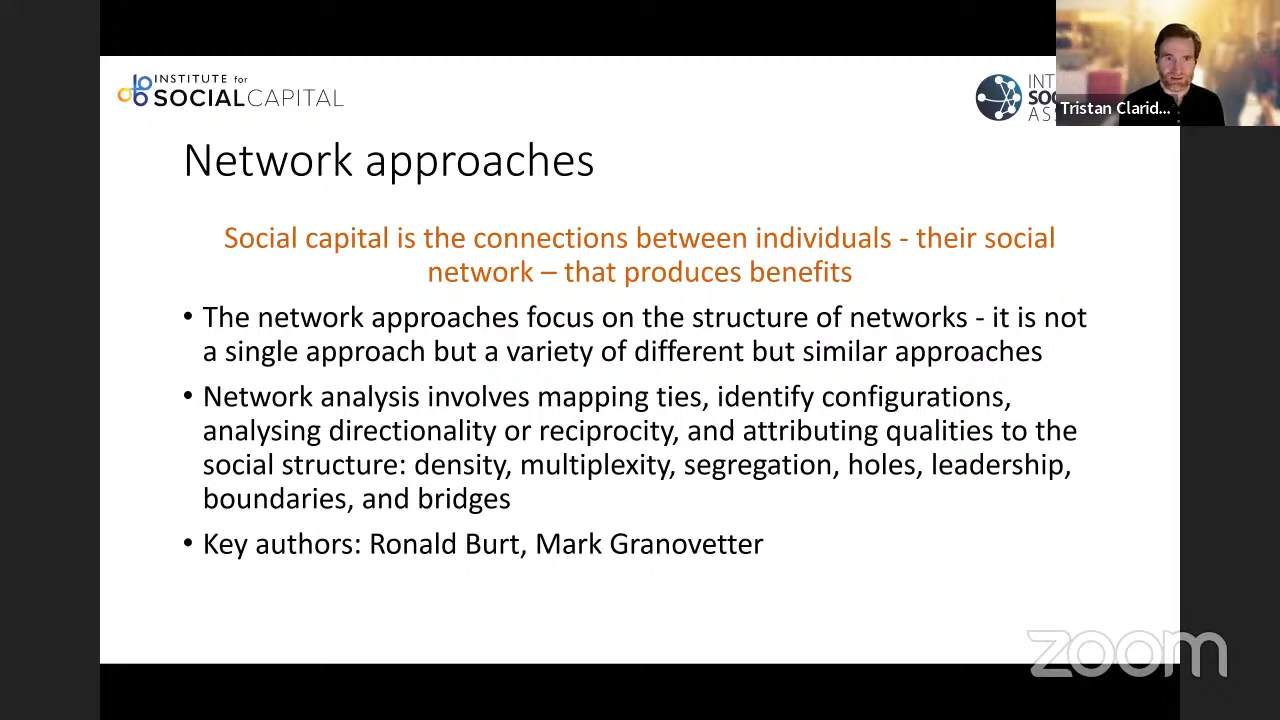 INSTITUTE for
SOCIALCAPITAL
INT
SOC
ASS
Tristan Clarid...
Network approaches
Social capital is the connections between individuals - their social
network – that produces benefits
• The network approaches focus on the structure of networks - it is not
a single approach but a variety of different but similar approaches
• Network analysis involves mapping ties, identify configurations,
analysing directionality or reciprocity, and attributing qualities to the
social structure: density, multiplexity, segregation, holes, leadership,
boundaries, and bridges
• Key authors: Ronald Burt, Mark Granovetter
zoom